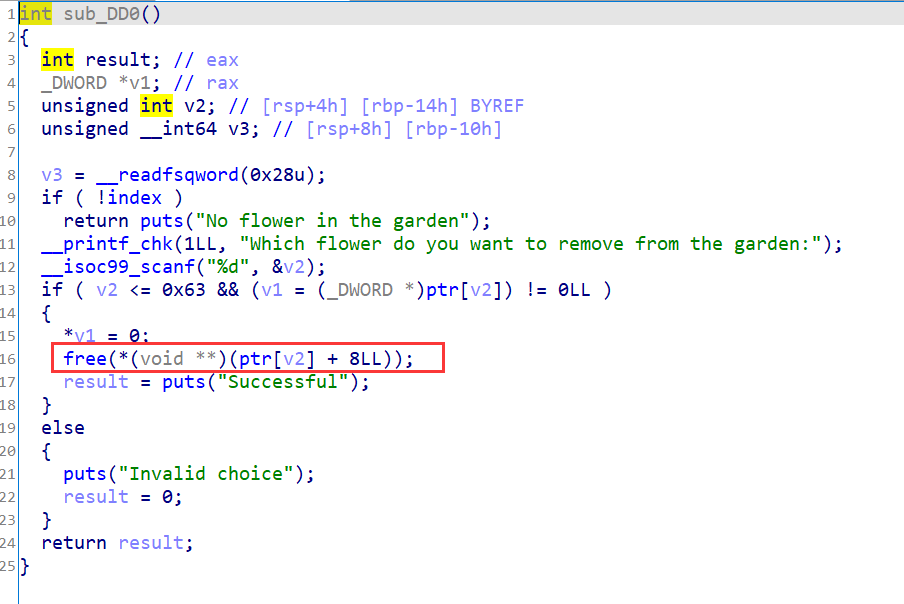 1 int sub_DD0()
2 {
3 int result; // eax
4 _DWORD *v1; // rax
5 unsigned int v2; // [rsp+4h] [rbp-14h] BYREF
6 unsigned __int64 v3; // [rsp+8h] [rbp-10h]
7
8 v3 = __readfsqword(0x28u);
9 if ( !index )
10 return puts("No flower in the garden");
11 __printf_chk(1LL, "Which flower do you want to remove from the garden:");
12 __isoc99_scanf("%d", &v2);
13 if ( v2 <= 0x63 && (v1 = (_DWORD *)ptr[v2]) != 0LL )
14 {
15 *v1 = 0;
16 free(*(void **)(ptr[v2] + 8LL));
17 result = puts("Successful");
18 }
19 else
20 {
21 puts("Invalid choice");
22 result = 0;
23 }
24 return result;
25 }